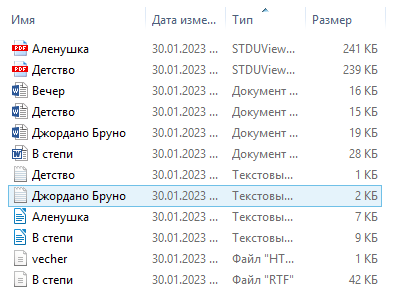 Имя Дата изме... Тип Размер
Аленушка 30.01.2023 ... STDUView... 241 КБ
Детство 30.01.2023 ... STDUView... 239 КБ
Вечер 30.01.2023 ... Документ ... 16 КБ
Детство 30.01.2023 ... Документ ... 15 КБ
Джордано Бруно 30.01.2023 ... Документ ... 19 КБ
В степи 30.01.2023 ... Документ ... 28 КБ
Детство 30.01.2023 ... Текстовы... 1 КБ
Джордано Бруно 30.01.2023 ... Текстовы... 2 КБ
Аленушка 30.01.2023 ... Текстовы... 7 КБ
В степи 30.01.2023 ... Текстовы... 9 КБ
vecher 30.01.2023 ... Файл "HT... 1 КБ
В степи 30.01.2023 ... Файл "RTF" 42 КБ